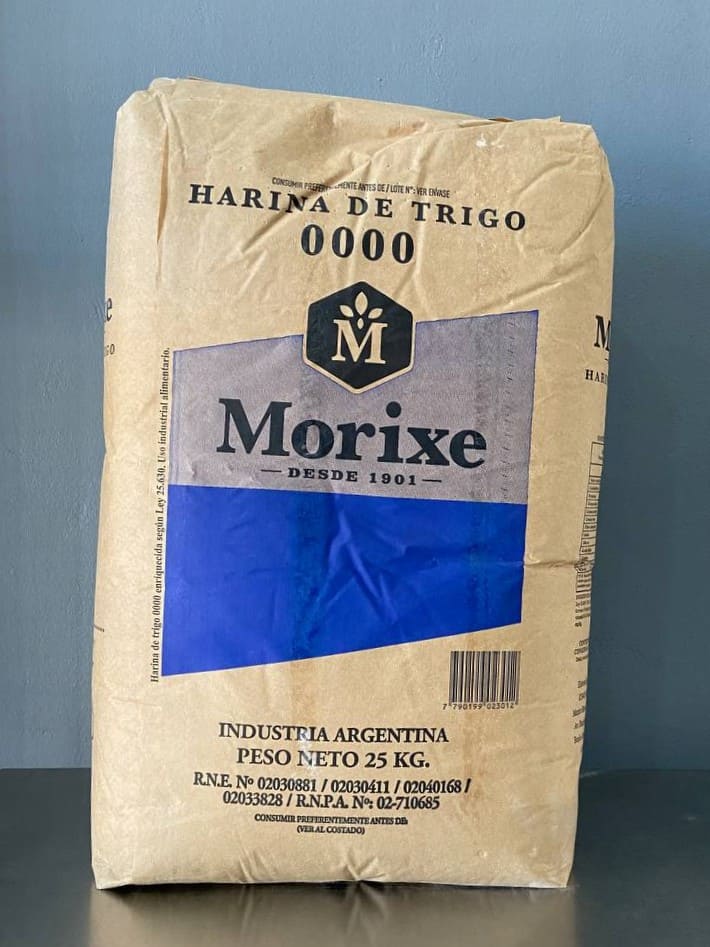 CONSUMIR PREFERENTEMENTE ANTES DE / LOTE Nº: VER ENVASE
HARINA DE TRIGO
0000
M
Morixe
DESDE 1901
Harina de trigo 0000 enriquecida según Ley 25.630. Uso industrial alimentario.
7 790199 023012
INDUSTRIA ARGENTINA
PESO NETO 25 KG.
R.N.E. Nº 02030881 / 02030411 / 02040168 /
02033828 / R.N.P.A. Nº: 02-710685
CONSUMIR PREFERENTEMENTE ANTES DE:
(VER AL COSTADO)